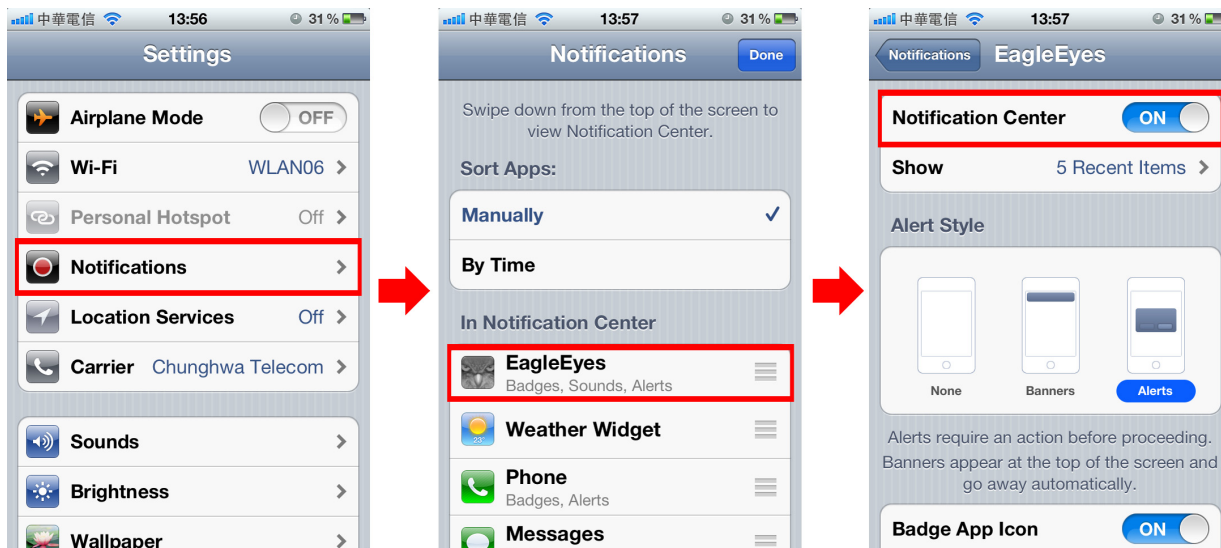 中華電信 13:56 31 %
Settings
Airplane Mode OFF
Wi-Fi WLAN06
Personal Hotspot Off
Notifications
Location Services Off
Carrier Chunghwa Telecom
Sounds
Brightness
Wallpaper
中華電信 13:57 31 %
Notifications Done
Swipe down from the top of the screen to
view Notification Center.
Sort Apps:
Manually
By Time
In Notification Center
EagleEyes
Badges, Sounds, Alerts
23°
Weather Widget
Phone
Badges, Alerts
Messages
中華電信 13:57 31 %
Notifications EagleEyes
Notification Center ON
Show 5 Recent Items
Alert Style
None Banners Alerts
Alerts require an action before proceeding.
Banners appear at the top of the screen and
go away automatically.
Badge App Icon ON